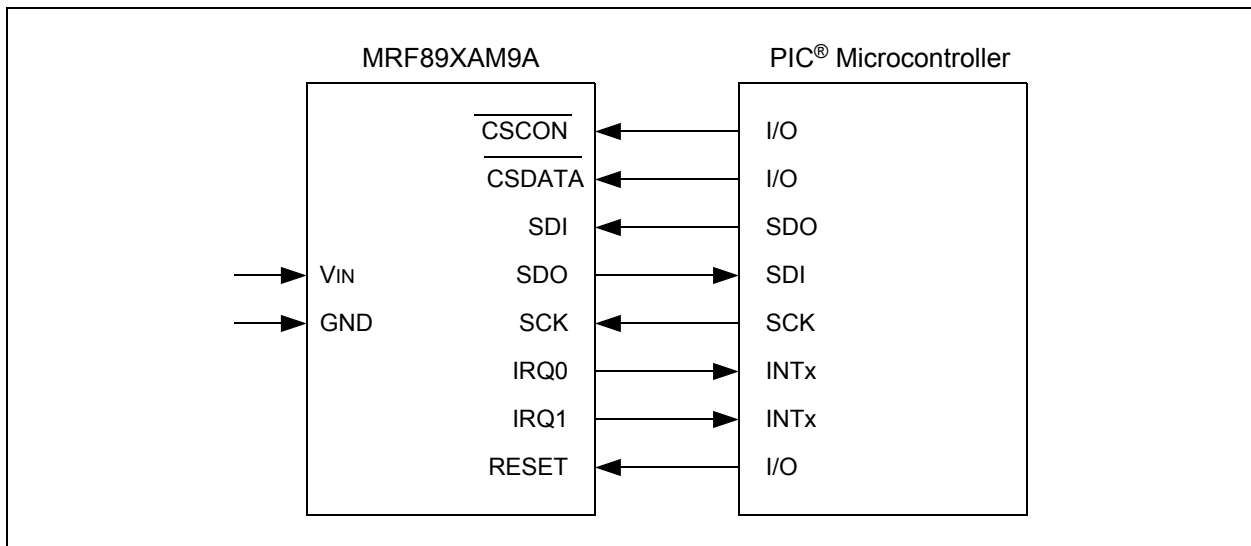 MRF89XAM9A PIC® Microcontroller
CSCON I/O
CSDATA I/O
SDI SDO
VIN SDO SDI
GND SCK SCK
IRQ0 INTx
IRQ1 INTx
RESET I/O